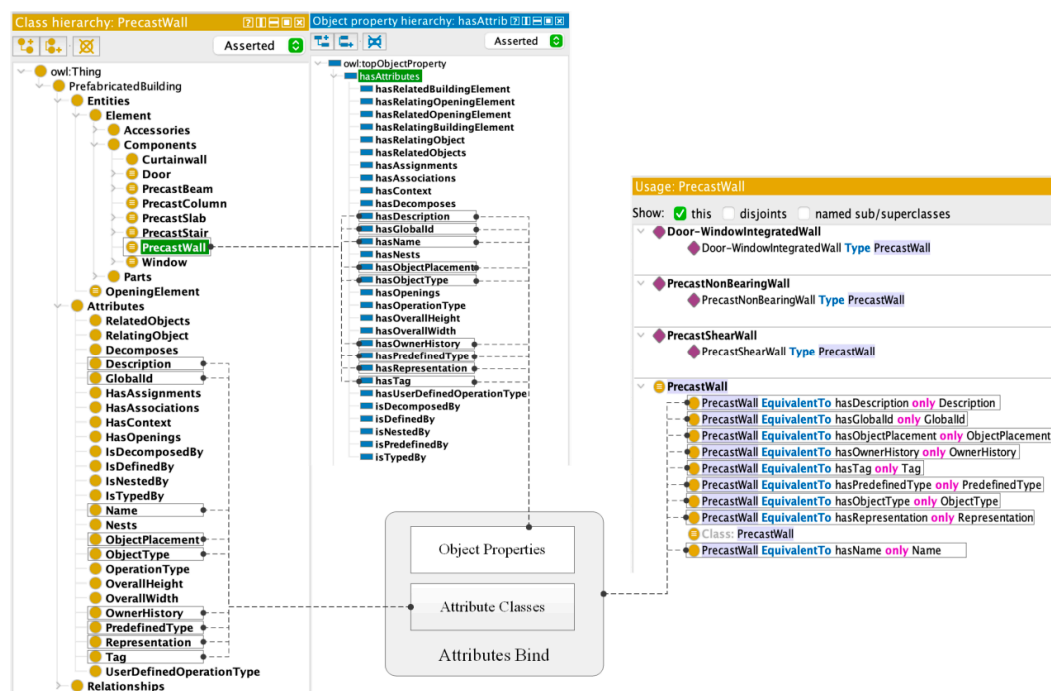 Class hierarchy: PrecastWall
Asserted
owl:Thing
PrefabricatedBuilding
Entities
Element
Accessories
Components
Curtainwall
Door
PrecastBeam
PrecastColumn
PrecastSlab
PrecastStair
PrecastWall
Window
Parts
OpeningElement
Attributes
RelatedObjects
RelatingObject
Decomposes
Description
GlobalId
HasAssignments
HasAssociations
HasContext
HasOpenings
IsDecomposedBy
IsDefinedBy
IsNestedBy
IsTypedBy
Name
Nests
ObjectPlacement
ObjectType
OperationType
OverallHeight
OverallWidth
OwnerHistory
PredefinedType
Representation
Tag
UserDefinedOperationType
Relationships
Object property hierarchy: hasAttrib
Asserted
owl:topObjectProperty
hasAttributes
hasRelatedBuildingElement
hasRelatingOpeningElement
hasRelatedOpeningElement
hasRelatingBuildingElement
hasRelatingObject
hasRelatedObjects
hasAssignments
hasAssociations
hasContext
hasDecomposes
hasDescription
hasGlobalId
hasName
hasNests
hasObjectPlacement
hasObjectType
hasOpenings
hasOperationType
hasOverallHeight
hasOverallWidth
hasOwnerHistory
hasPredefinedType
hasRepresentation
hasTag
hasUserDefinedOperationType
isDecomposedBy
isDefinedBy
isNestedBy
isPredefinedBy
isTypedBy
Object Properties
Attribute Classes
Attributes Bind
Usage: PrecastWall
Show: this disjoints named sub/superclasses
Door-WindowIntegratedWall
Door-WindowIntegratedWall Type PrecastWall
PrecastNonBearingWall
PrecastNonBearingWall Type PrecastWall
PrecastShearWall
PrecastShearWall Type PrecastWall
PrecastWall
PrecastWall EquivalentTo hasDescription only Description
PrecastWall EquivalentTo hasGlobalId only GlobalId
PrecastWall EquivalentTo hasObjectPlacement only ObjectPlacement
PrecastWall EquivalentTo hasOwnerHistory only OwnerHistory
PrecastWall EquivalentTo hasTag only Tag
PrecastWall EquivalentTo hasPredefinedType only PredefinedType
PrecastWall EquivalentTo hasObjectType only ObjectType
PrecastWall EquivalentTo hasRepresentation only Representation
Class: PrecastWall
PrecastWall EquivalentTo hasName only Name